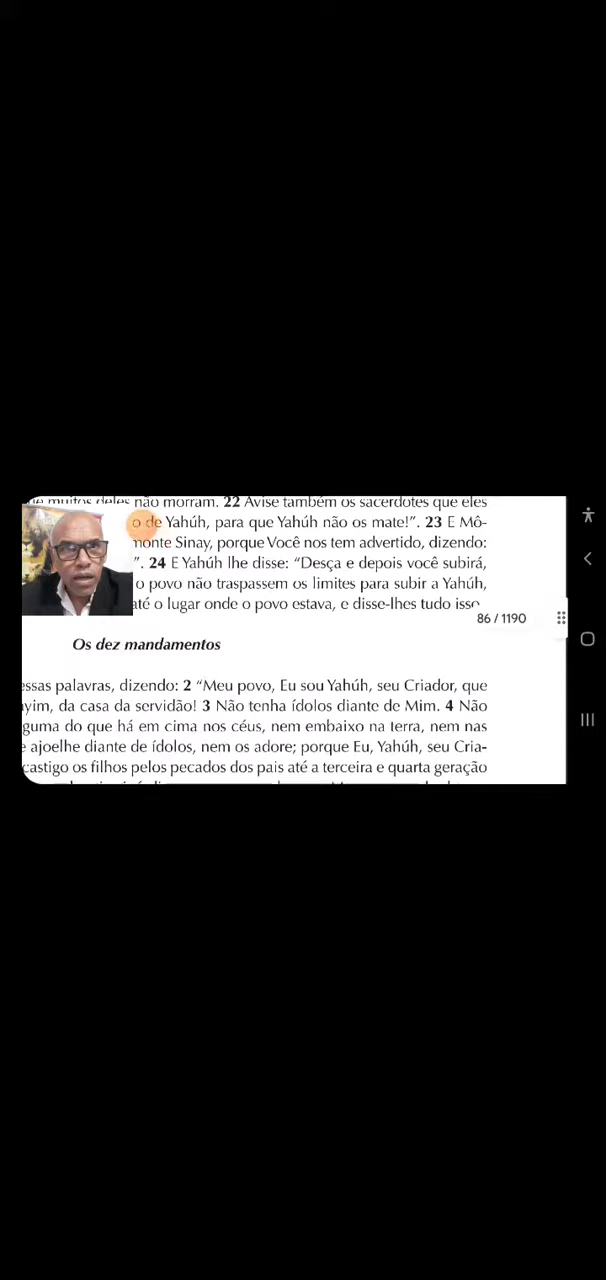 ue muitos deles não morram. 22 Avise também os sacerdotes que eles
o de Yahúh, para que Yahúh não os mate!”. 23 E Mô-
monte Sinay, porque Você nos tem advertido, dizendo:
”. 24 E Yahúh lhe disse: “Desça e depois você subirá,
o povo não traspassem os limites para subir a Yahúh,
até o lugar onde o povo estava, e disse-lhes tudo isso
86 / 1190
Os dez mandamentos
essas palavras, dizendo: 2 “Meu povo, Eu sou Yahúh, seu Criador, que
yim, da casa da servidão! 3 Não tenha ídolos diante de Mim. 4 Não
guma do que há em cima nos céus, nem embaixo na terra, nem nas
e ajoelhe diante de ídolos, nem os adore; porque Eu, Yahúh, seu Cria-
castigo os filhos pelos pecados dos pais até a terceira e quarta geração